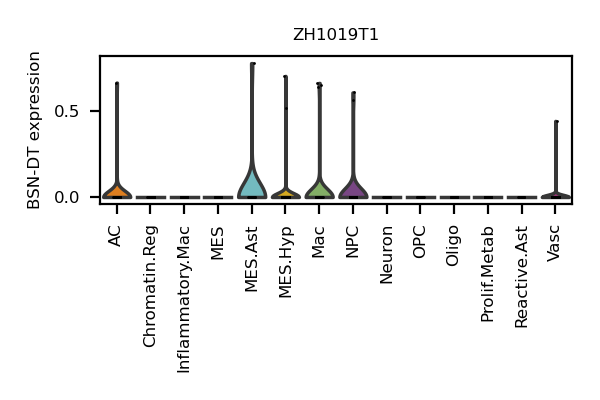 ZH1019T1
BSN-DT expression
0.5
0.0
AC
Chromatin.Reg
Inflammatory.Mac
MES
MES.Ast
MES.Hyp
Mac
NPC
Neuron
OPC
Oligo
Prolif.Metab
Reactive.Ast
Vasc